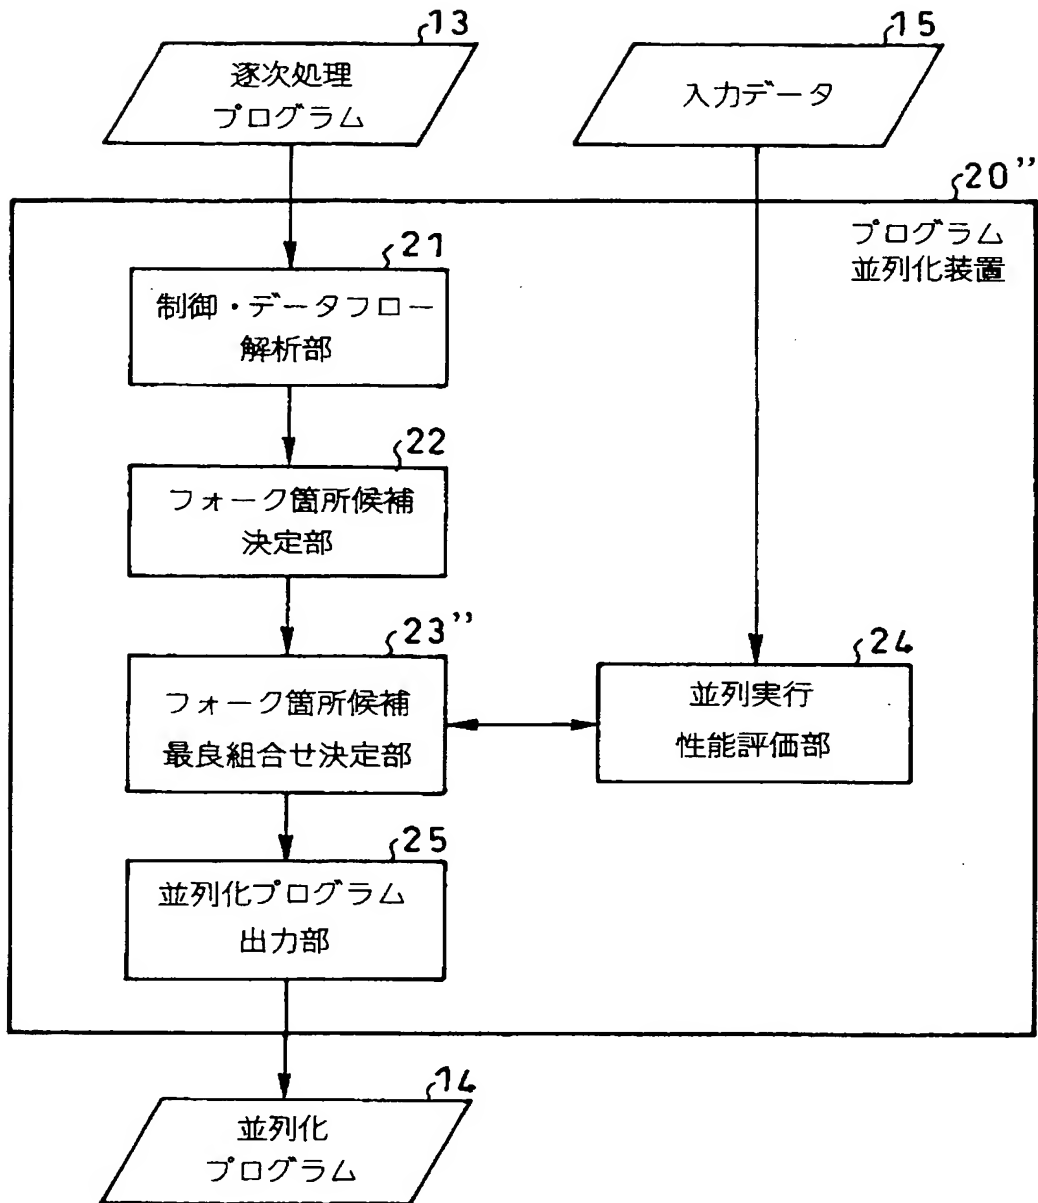 13
逐次処理
プログラム
15
入力データ
20''
プログラム
並列化装置
21
制御・データフロー
解析部
22
フォーク箇所候補
決定部
23''
フォーク箇所候補
最良組合せ決定部
24
並列実行
性能評価部
25
並列化プログラム
出力部
14
並列化
プログラム